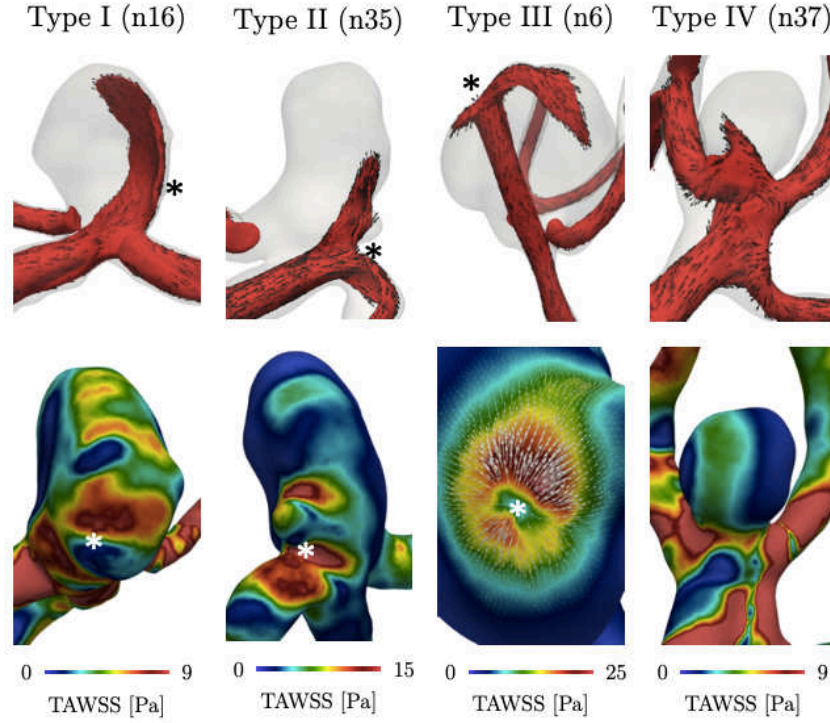 Type I (n16) Type II (n35) Type III (n6) Type IV (n37)
*
*
*
*
*
*
0 9 0 15 0 25 0 9
TAWSS [Pa] TAWSS [Pa] TAWSS [Pa] TAWSS [Pa]